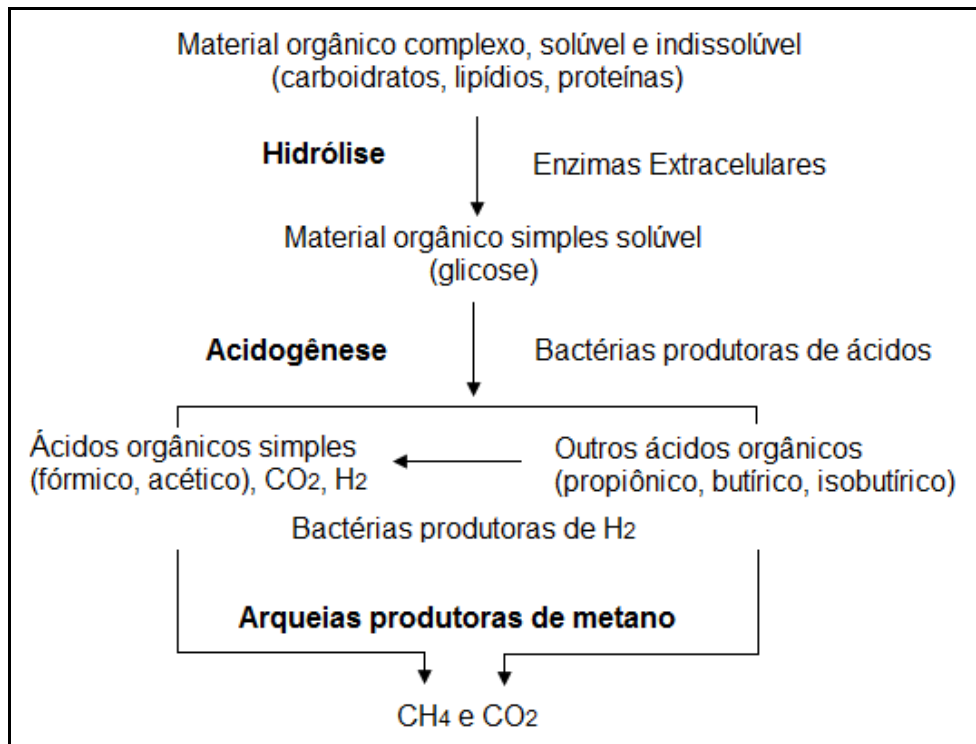 Material orgânico complexo, solúvel e indissolúvel
(carboidratos, lipídios, proteínas)
Hidrólise
Enzimas Extracelulares
Material orgânico simples solúvel
(glicose)
Acidogênese
Bactérias produtoras de ácidos
Ácidos orgânicos simples
(fórmico, acético), CO2, H2
Outros ácidos orgânicos
(propiônico, butírico, isobutírico)
Bactérias produtoras de H2
Arqueias produtoras de metano
CH4 e CO2